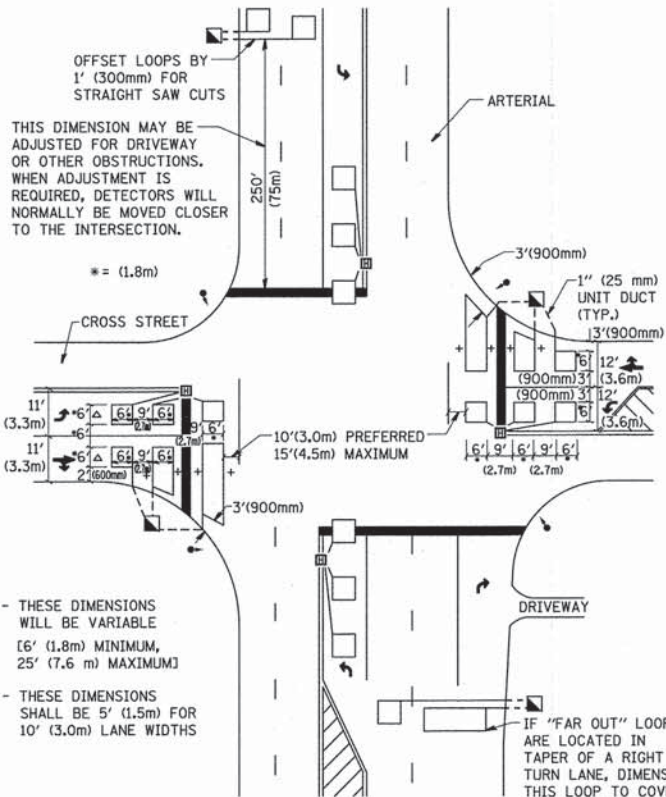 OFFSET LOOPS BY
1' (300mm) FOR
STRAIGHT SAW CUTS
THIS DIMENSION MAY BE
ADJUSTED FOR DRIVEWAY
OR OTHER OBSTRUCTIONS.
WHEN ADJUSTMENT IS
REQUIRED, DETECTORS WILL
NORMALLY BE MOVED CLOSER
TO THE INTERSECTION.
* = (1.8m)
250'
(75m)
ARTERIAL
3'(900mm)
1" (25 mm)
UNIT DUCT
(TYP.)
3'(900mm)
CROSS STREET
H
H
6'
12'
(3.6m)
(900mm) 3'
(900mm) 3'
12'
(3.6m)
*6'
6' 9' 6' 9' 6'
* * *
(2.7m) (2.7m)
H
11'
(3.3m)
*6' △
6' 9' 6'
(2.7m)
*6'
9' 6'
(2.7m) *
11'
(3.3m)
*6' △
6' 9' 6'
(2.7m)
2' (600mm)
10'(3.0m) PREFERRED
15'(4.5m) MAXIMUM
3'(900mm)
H
- THESE DIMENSIONS
WILL BE VARIABLE
[6' (1.8m) MINIMUM,
25' (7.6 m) MAXIMUM]
- THESE DIMENSIONS
SHALL BE 5' (1.5m) FOR
10' (3.0m) LANE WIDTHS
DRIVEWAY
IF "FAR OUT" LOOP
ARE LOCATED IN
TAPER OF A RIGHT
TURN LANE, DIMENS
THIS LOOP TO COV